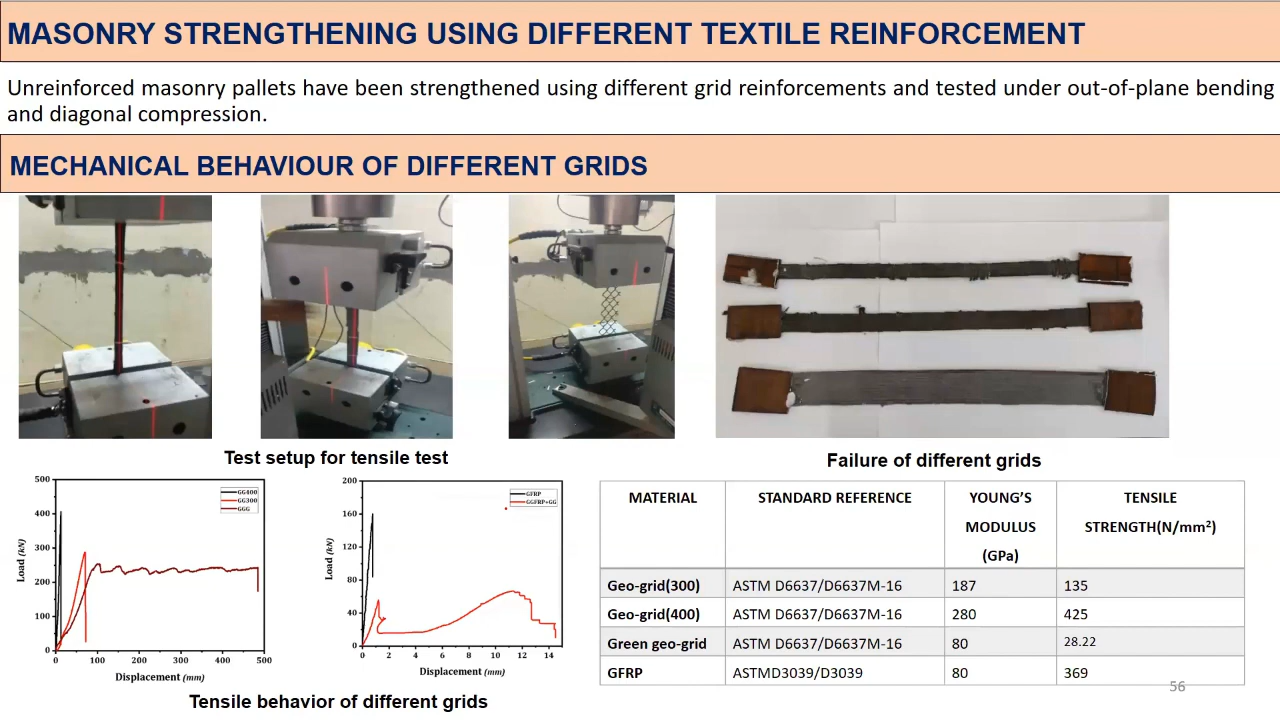 MASONRY STRENGTHENING USING DIFFERENT TEXTILE REINFORCEMENT
Unreinforced masonry pallets have been strengthened using different grid reinforcements and tested under out-of-plane bending
and diagonal compression.
MECHANICAL BEHAVIOUR OF DIFFERENT GRIDS
Test setup for tensile test
Failure of different grids
500
400
300
200
100
0
0 100 200 300 400 500
Load (kN)
Displacement (mm)
GG400
GG300
GGG
200
160
120
80
40
0
0 2 4 6 8 10 12 14
Load (kN)
Displacement (mm)
GFRP
GGFRP+GG
Tensile behavior of different grids
MATERIAL STANDARD REFERENCE YOUNG'S TENSILE
MODULUS STRENGTH(N/mm²)
(GPa)
Geo-grid(300) ASTM D6637/D6637M-16 187 135
Geo-grid(400) ASTM D6637/D6637M-16 280 425
Green geo-grid ASTM D6637/D6637M-16 80 28.22
GFRP ASTMD3039/D3039 80 369
56